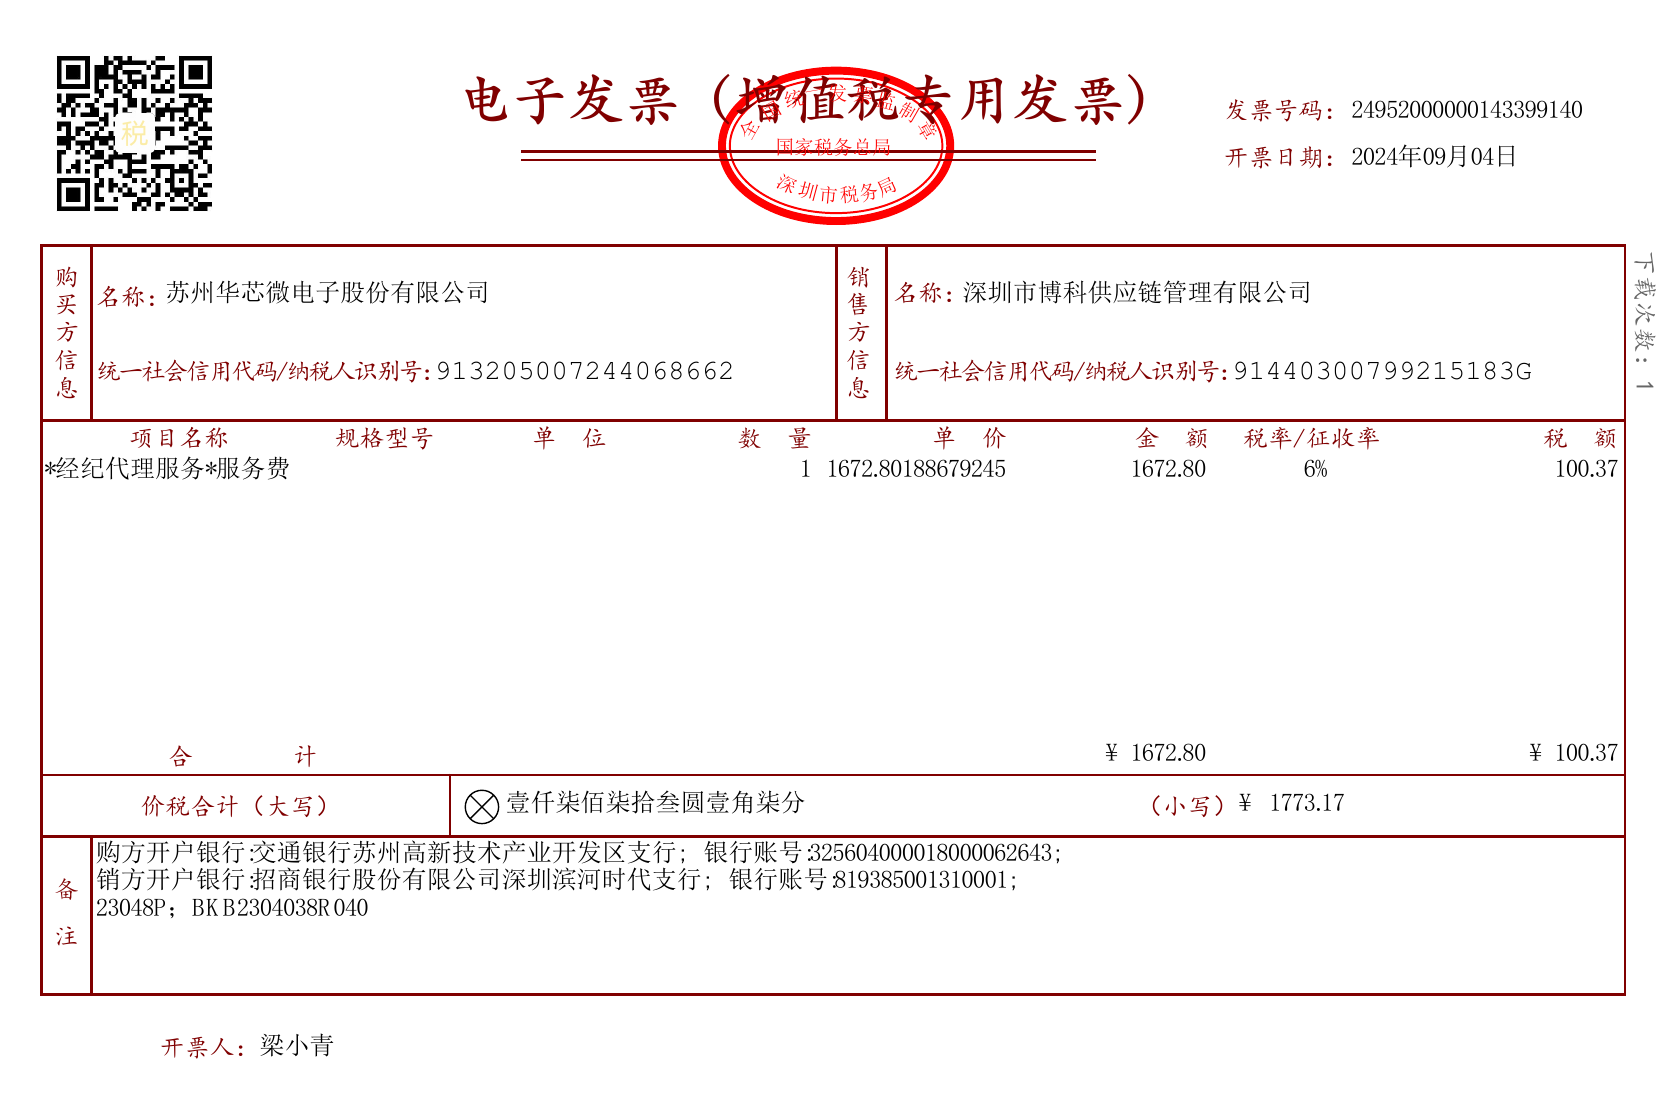 电子发票（增值税专用发票）
全国统一发票监制章
国家税务总局
深圳市税务局
税
发票号码：24952000000143399140
开票日期：2024年09月04日
下载次数：1
购买方信息
名称：苏州华芯微电子股份有限公司
统一社会信用代码/纳税人识别号：913205007244068662
销售方信息
名称：深圳市博科供应链管理有限公司
统一社会信用代码/纳税人识别号：91440300799215183G
项目名称 规格型号 单位 数量 单价 金额 税率/征收率 税额
*经纪代理服务*服务费 1 1672.80188679245 1672.80 6% 100.37
合计 ¥1672.80 ¥100.37
价税合计（大写） 壹仟柒佰柒拾叁圆壹角柒分 （小写）¥1773.17
备注
购方开户银行:交通银行苏州高新技术产业开发区支行; 银行账号:325604000018000062643;
销方开户银行:招商银行股份有限公司深圳滨河时代支行; 银行账号:819385001310001;
23048P；BKB2304038R040
开票人：梁小青